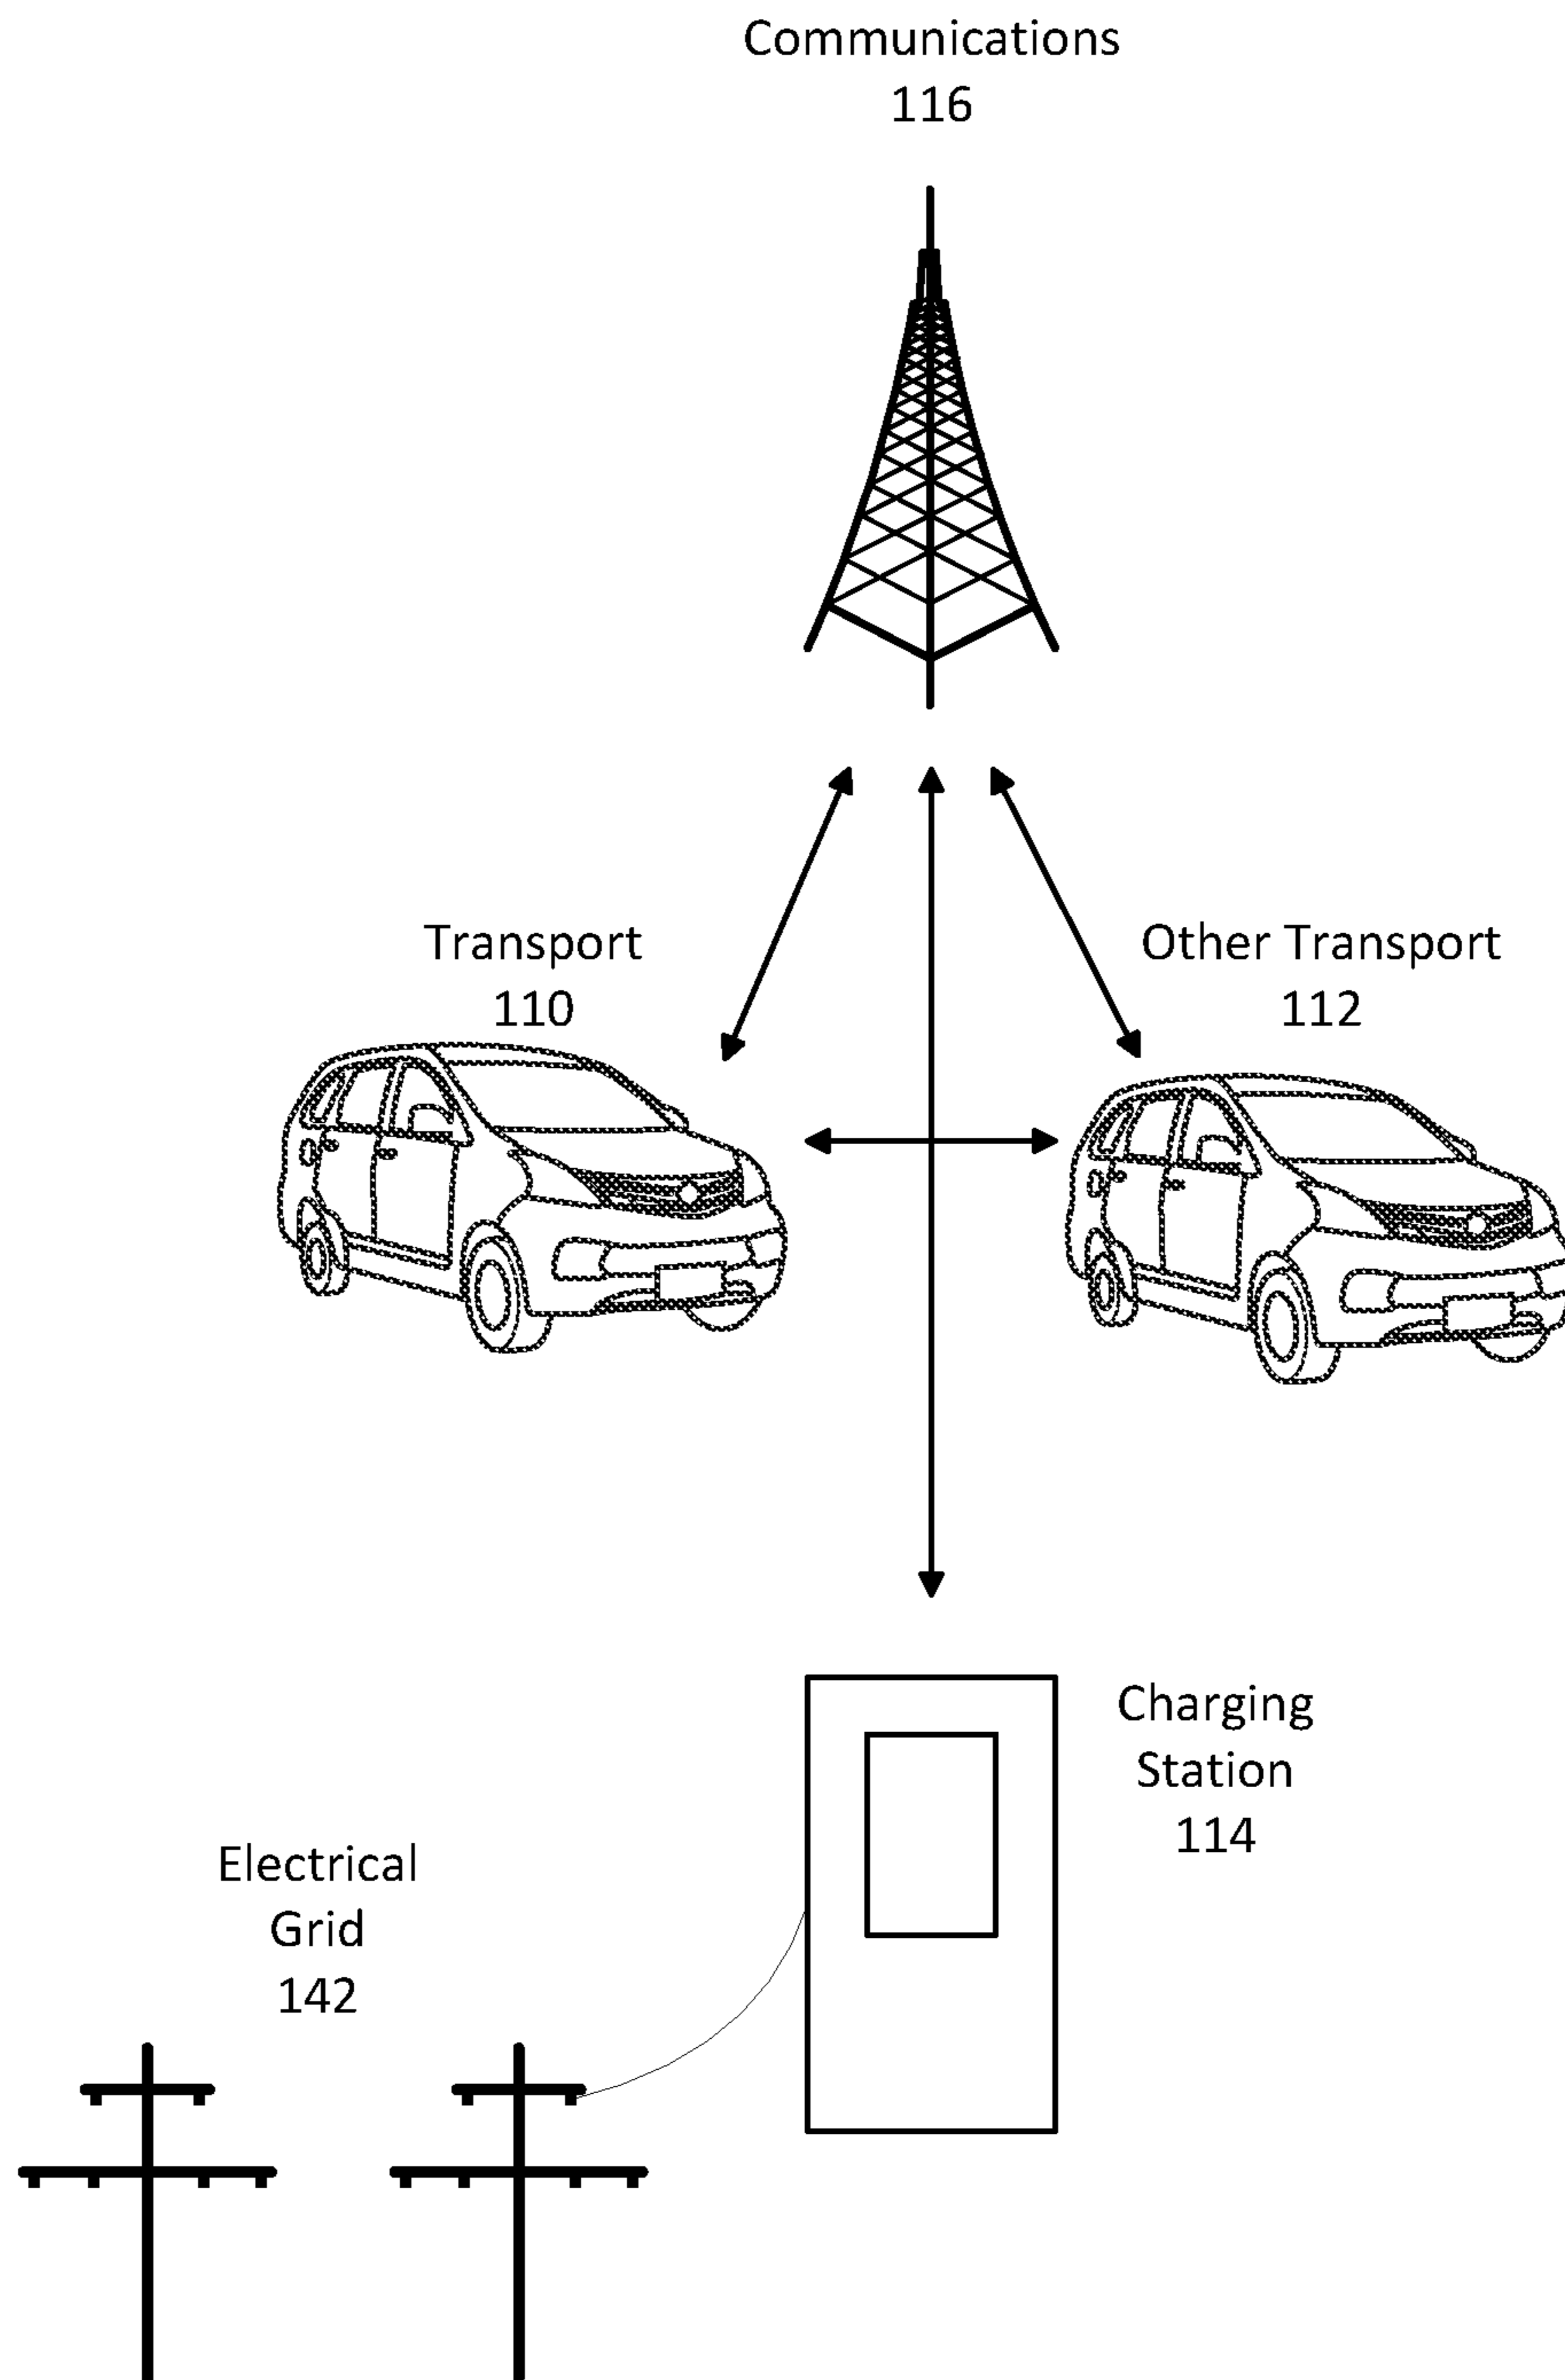 Communications
116
Transport
110
Other Transport
112
Charging
Station
114
Electrical
Grid
142